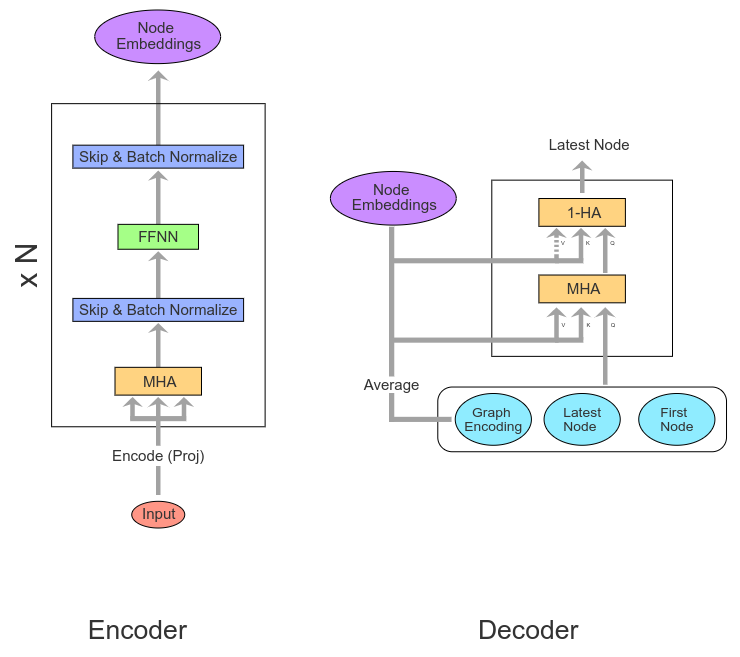 Node
Embeddings
Skip & Batch Normalize
FFNN
Skip & Batch Normalize
MHA
x N
Encode (Proj)
Input
Encoder
Latest Node
Node
Embeddings
1-HA
V K Q
MHA
V K Q
Average
Graph
Encoding
Latest
Node
First
Node
Decoder